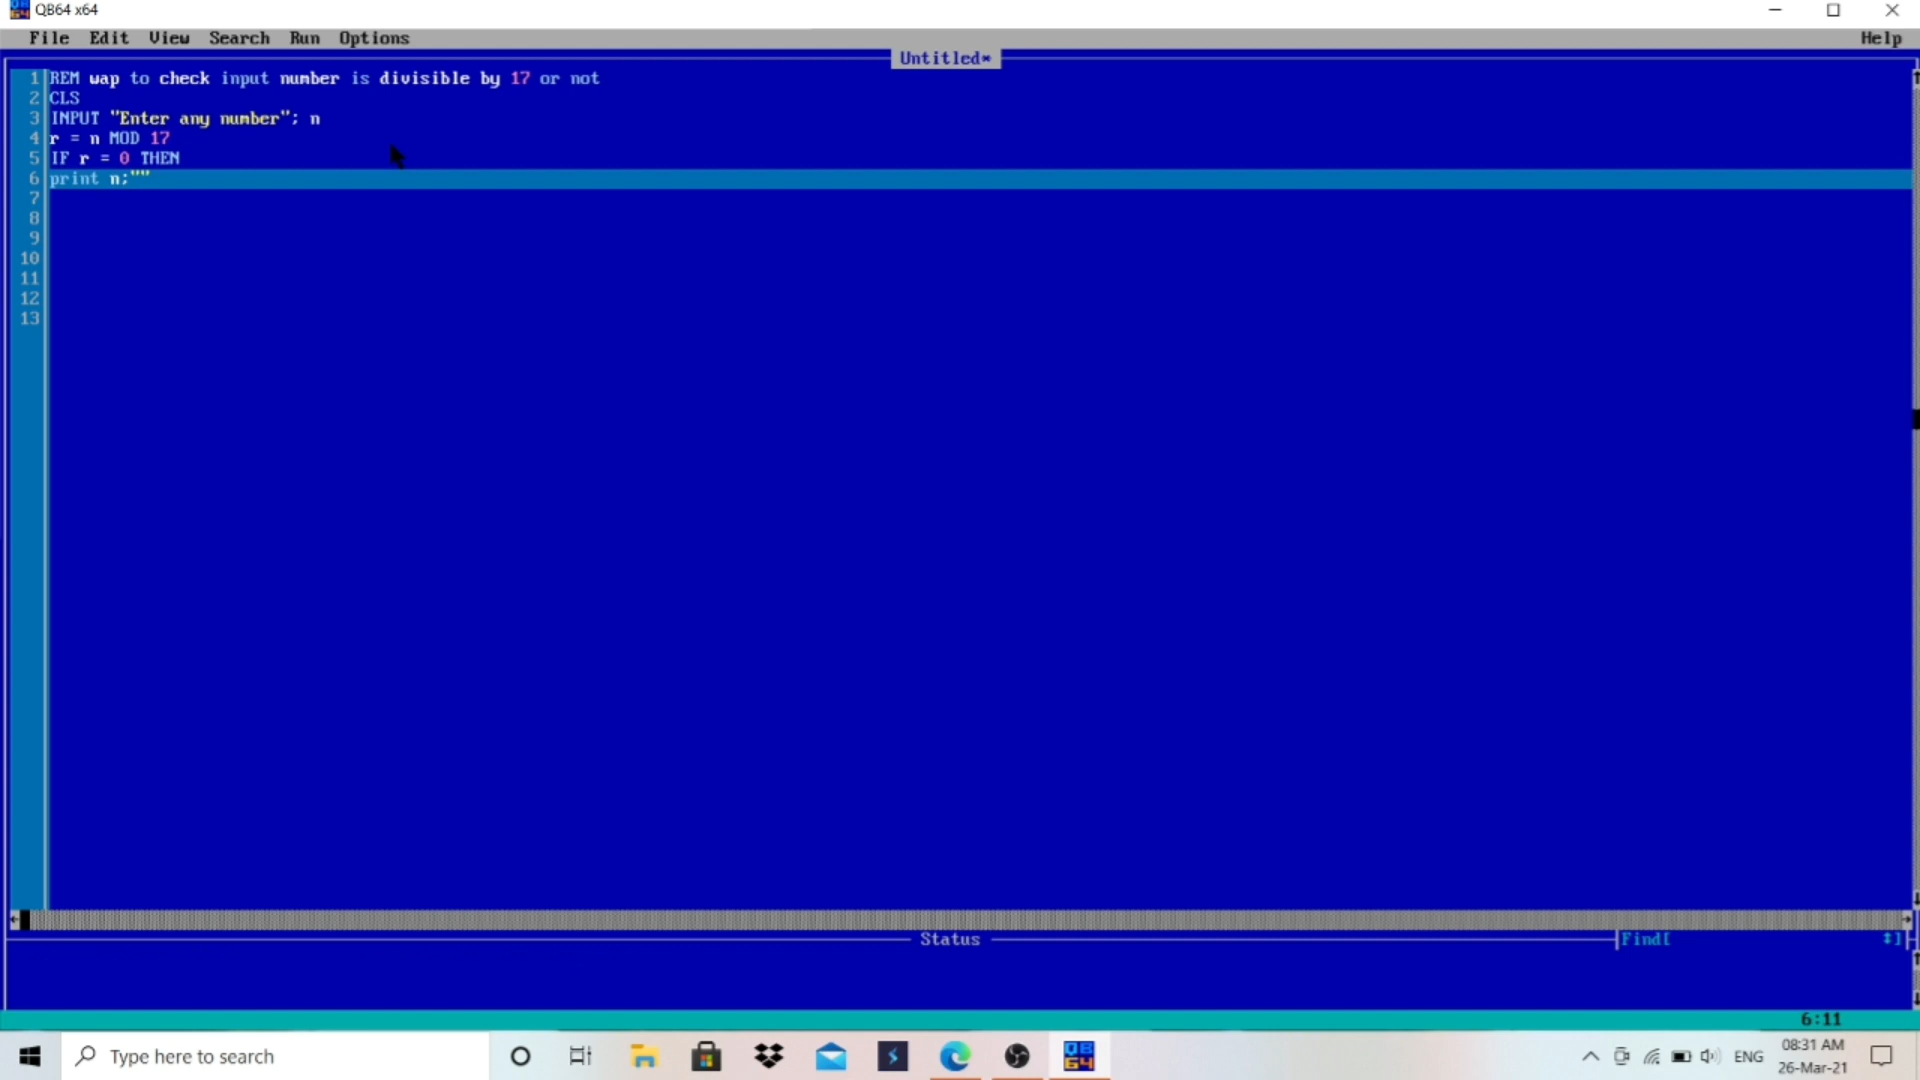 QB64 x64
File Edit View Search Run Options Help
Untitled*
1 REM wap to check input number is divisible by 17 or not
2 CLS
3 INPUT "Enter any number"; n
4 r = n MOD 17
5 IF r = 0 THEN
6 print n;""
7
8
9
10
11
12
13
Status
Find[ ]
6:11
Type here to search
QB64
ENG
08:31 AM
26-Mar-21